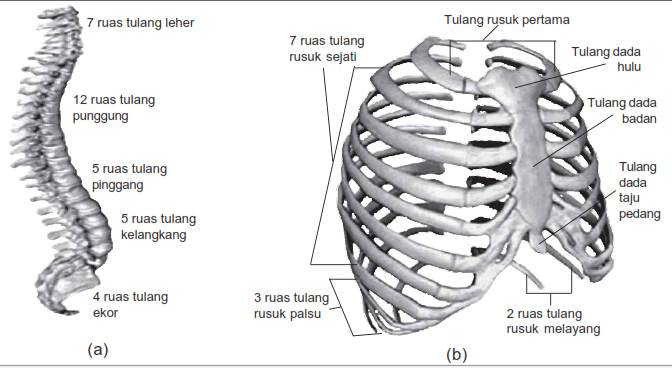 7 ruas tulang leher
12 ruas tulang
punggung
5 ruas tulang
pinggang
5 ruas tulang
kelangkang
4 ruas tulang
ekor
(a)
Tulang rusuk pertama
7 ruas tulang
rusuk sejati
Tulang dada
hulu
Tulang dada
badan
Tulang
dada
taju
pedang
3 ruas tulang
rusuk palsu
2 ruas tulang
rusuk melayang
(b)